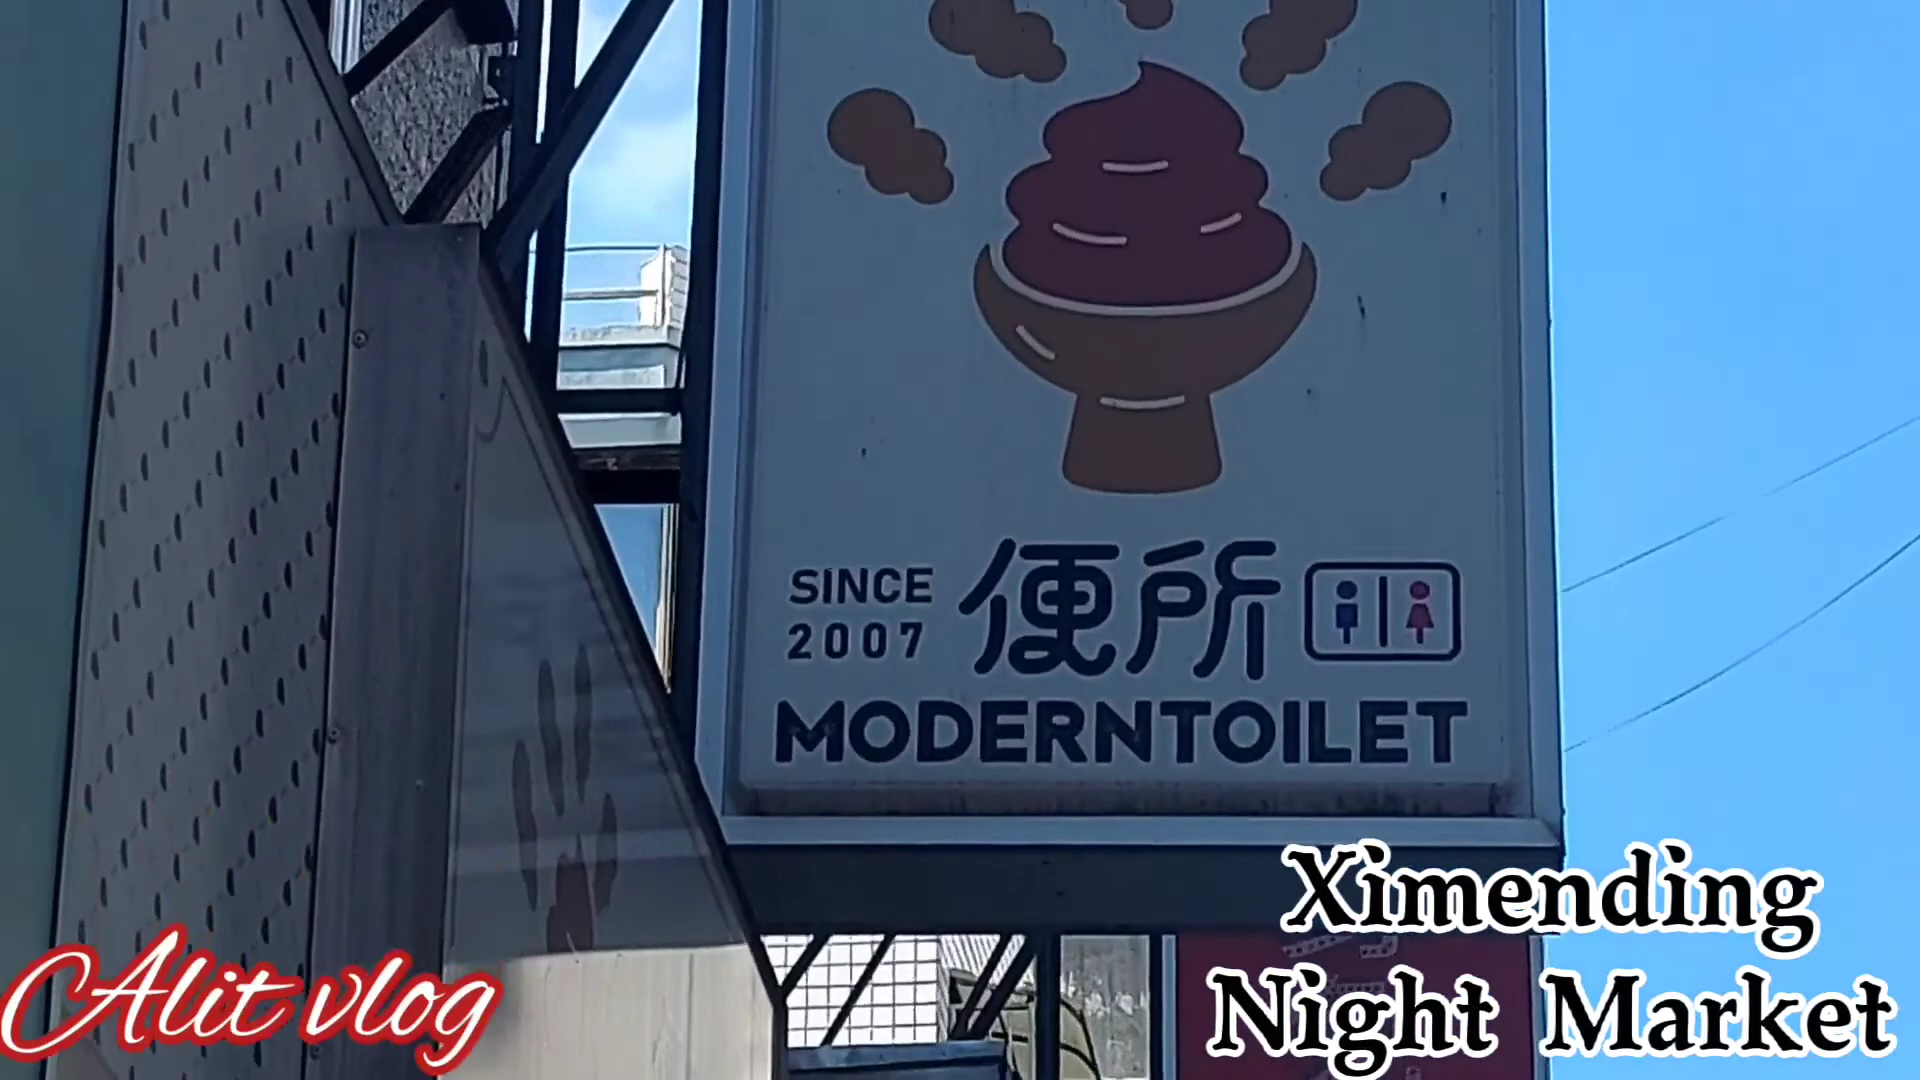 SINCE
2007
便所
MODERNTOILET
Alit vlog
Ximending
Night Market